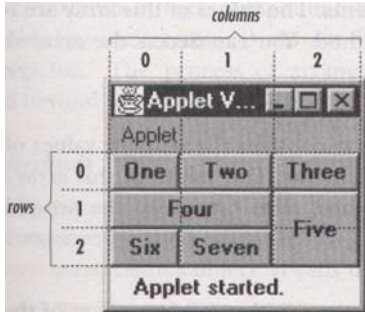 columns
0 1 2
Applet V...
Applet
0 One Two Three
rows 1 Four Five
2 Six Seven
Applet started.